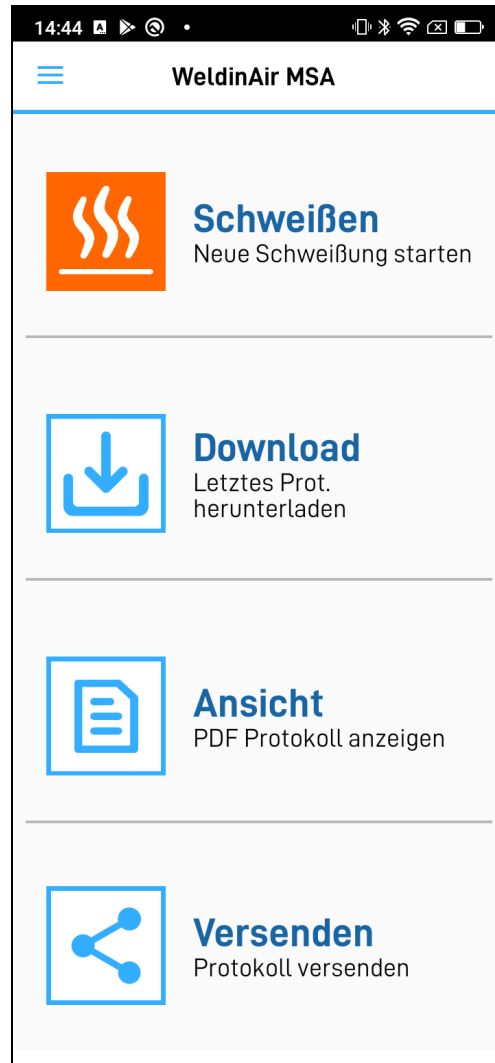 14:44
WeldinAir MSA
Schweißen
Neue Schweißung starten
Download
Letztes Prot.
herunterladen
Ansicht
PDF Protokoll anzeigen
Versenden
Protokoll versenden